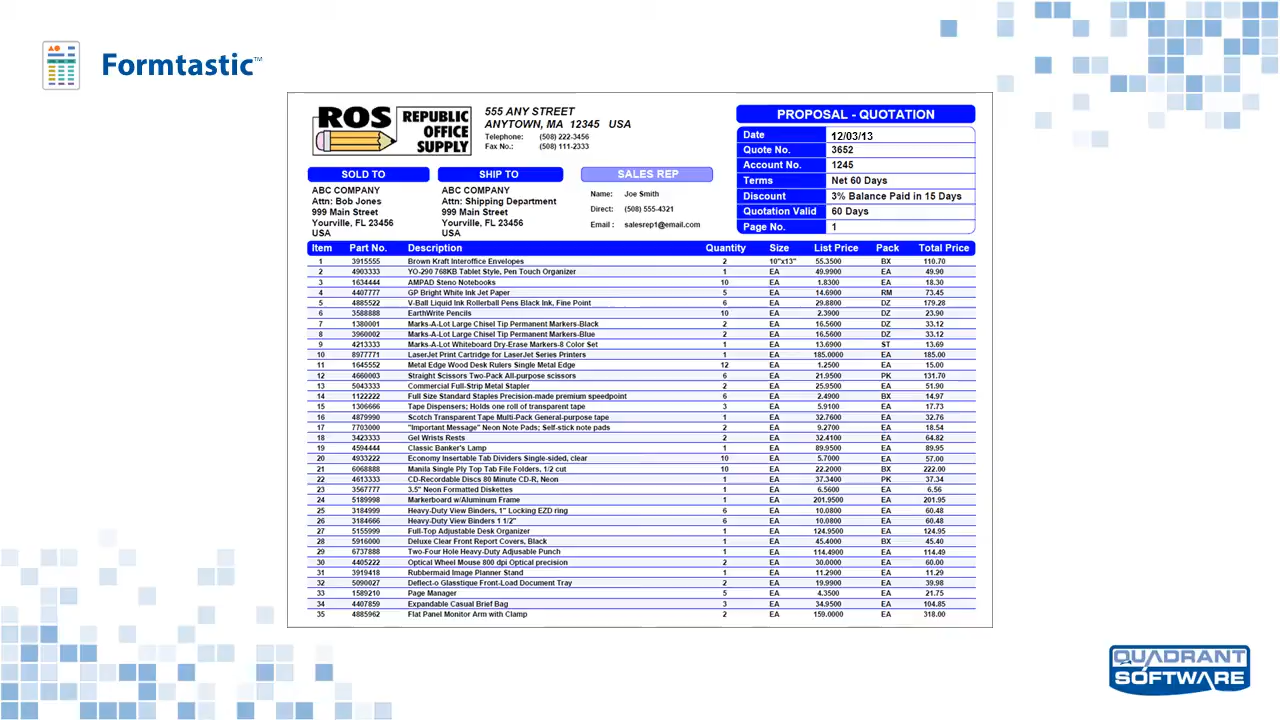 Formtastic™
ROS REPUBLIC OFFICE SUPPLY
555 ANY STREET
ANYTOWN, MA 12345 USA
Telephone: (508) 222-3456
Fax No.: (508) 111-2333
PROPOSAL - QUOTATION
Date 12/03/13
Quote No. 3652
Account No. 1245
Terms Net 60 Days
Discount 3% Balance Paid in 15 Days
Quotation Valid 60 Days
Page No. 1
SOLD TO
ABC COMPANY
Attn: Bob Jones
999 Main Street
Yourville, FL 23456
USA
SHIP TO
ABC COMPANY
Attn: Shipping Department
999 Main Street
Yourville, FL 23456
USA
SALES REP
Name: Joe Smith
Direct: (508) 555-4321
Email : salesrep1@email.com
Item Part No. Description Quantity Size List Price Pack Total Price
1 3915555 Brown Kraft Interoffice Envelopes 2 10"x13" 55.3500 BX 110.70
2 4903333 YO-290 768KB Tablet Style, Pen Touch Organizer 1 EA 49.9900 EA 49.90
3 1634444 AMPAD Steno Notebooks 10 EA 1.8300 EA 18.30
4 4407777 GP Bright White Ink Jet Paper 5 EA 14.6900 RM 73.45
5 4885522 V-Ball Liquid Ink Rollerball Pens Black Ink, Fine Point 6 EA 29.8800 DZ 179.28
6 3588888 EarthWrite Pencils 10 EA 2.3900 DZ 23.90
7 1380001 Marks-A-Lot Large Chisel Tip Permanent Markers-Black 2 EA 16.5600 DZ 33.12
8 3960002 Marks-A-Lot Large Chisel Tip Permanent Markers-Blue 2 EA 16.5600 DZ 33.12
9 4213333 Marks-A-Lot Whiteboard Dry-Erase Markers-8 Color Set 1 EA 13.6900 ST 13.69
10 8977771 LaserJet Print Cartridge for LaserJet Series Printers 1 EA 185.0000 EA 185.00
11 1645552 Metal Edge Wood Desk Rulers Single Metal Edge 12 EA 1.2500 EA 15.00
12 4660003 Straight Scissors Two-Pack All-purpose scissors 6 EA 21.9500 PK 131.70
13 5043333 Commercial Full-Strip Metal Stapler 2 EA 25.9500 EA 51.90
14 1122222 Full Size Standard Staples Precision-made premium speedpoint 6 EA 2.4900 BX 14.97
15 1306666 Tape Dispensers; Holds one roll of transparent tape 3 EA 5.9100 EA 17.73
16 4879990 Scotch Transparent Tape Multi-Pack General-purpose tape 1 EA 32.7600 EA 32.76
17 7703000 "Important Message" Neon Note Pads; Self-stick note pads 2 EA 9.2700 EA 18.54
18 3423333 Gel Wrists Rests 2 EA 32.4100 EA 64.82
19 4594444 Classic Banker's Lamp 1 EA 89.9500 EA 89.95
20 4933222 Economy Insertable Tab Dividers Single-sided, clear 10 EA 5.7000 EA 57.00
21 6068888 Manila Single Ply Top Tab File Folders, 1/2 cut 10 EA 22.2000 BX 222.00
22 4613333 CD-Recordable Discs 80 Minute CD-R, Neon 1 EA 37.3400 PK 37.34
23 3567777 3.5" Neon Formatted Diskettes 1 EA 6.5600 EA 6.56
24 5189998 Markerboard w/Aluminum Frame 1 EA 201.9500 EA 201.95
25 3184999 Heavy-Duty View Binders, 1" Locking EZD ring 6 EA 10.0800 EA 60.48
26 3184666 Heavy-Duty View Binders 1 1/2" 6 EA 10.0800 EA 60.48
27 5155999 Full-Top Adjustable Desk Organizer 1 EA 124.9500 EA 124.95
28 5916000 Deluxe Clear Front Report Covers, Black 1 EA 45.4000 BX 45.40
29 6737888 Two-Four Hole Heavy-Duty Adjusable Punch 1 EA 114.4900 EA 114.49
30 4405222 Optical Wheel Mouse 800 dpi Optical precision 2 EA 30.0000 EA 60.00
31 3919418 Rubbermaid Image Planner Stand 1 EA 11.2900 EA 11.29
32 5090027 Deflect-o Glasstique Front-Load Document Tray 2 EA 19.9900 EA 39.98
33 1589210 Page Manager 5 EA 4.3500 EA 21.75
34 4407859 Expandable Casual Brief Bag 3 EA 34.9500 EA 104.85
35 4885962 Flat Panel Monitor Arm with Clamp 2 EA 159.0000 EA 318.00
QUADRANT
SOFTWARE